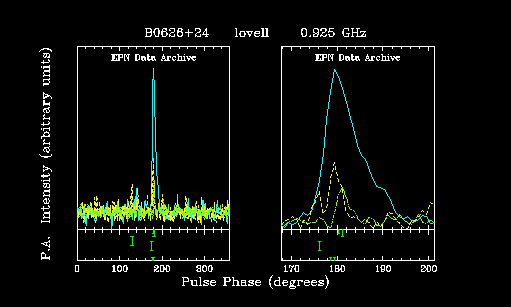 B0626+24 lovell 0.925 GHz
EPN Data Archive EPN Data Archive
P.A. Intensity (arbitrary units)
0 100 200 300 170 180 190 200
Pulse Phase (degrees)